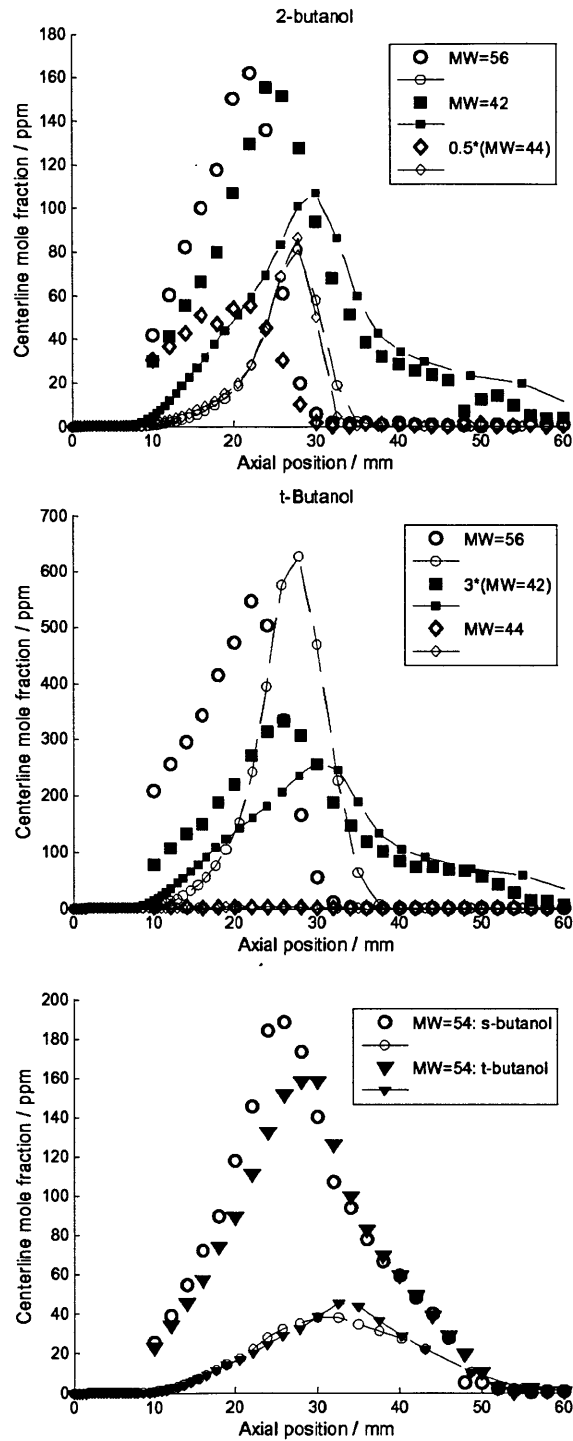 2-butanol
180
160
140
120
100
80
60
40
20
0
Centerline mole fraction / ppm
MW=56
MW=42
0.5*(MW=44)
0 10 20 30 40 50 60
Axial position / mm
t-Butanol
700
600
500
400
300
200
100
0
Centerline mole fraction / ppm
MW=56
3*(MW=42)
MW=44
0 10 20 30 40 50 60
Axial position / mm
200
180
160
140
120
100
80
60
40
20
0
Centerline mole fraction / ppm
MW=54: s-butanol
MW=54: t-butanol
0 10 20 30 40 50 60
Axial position / mm